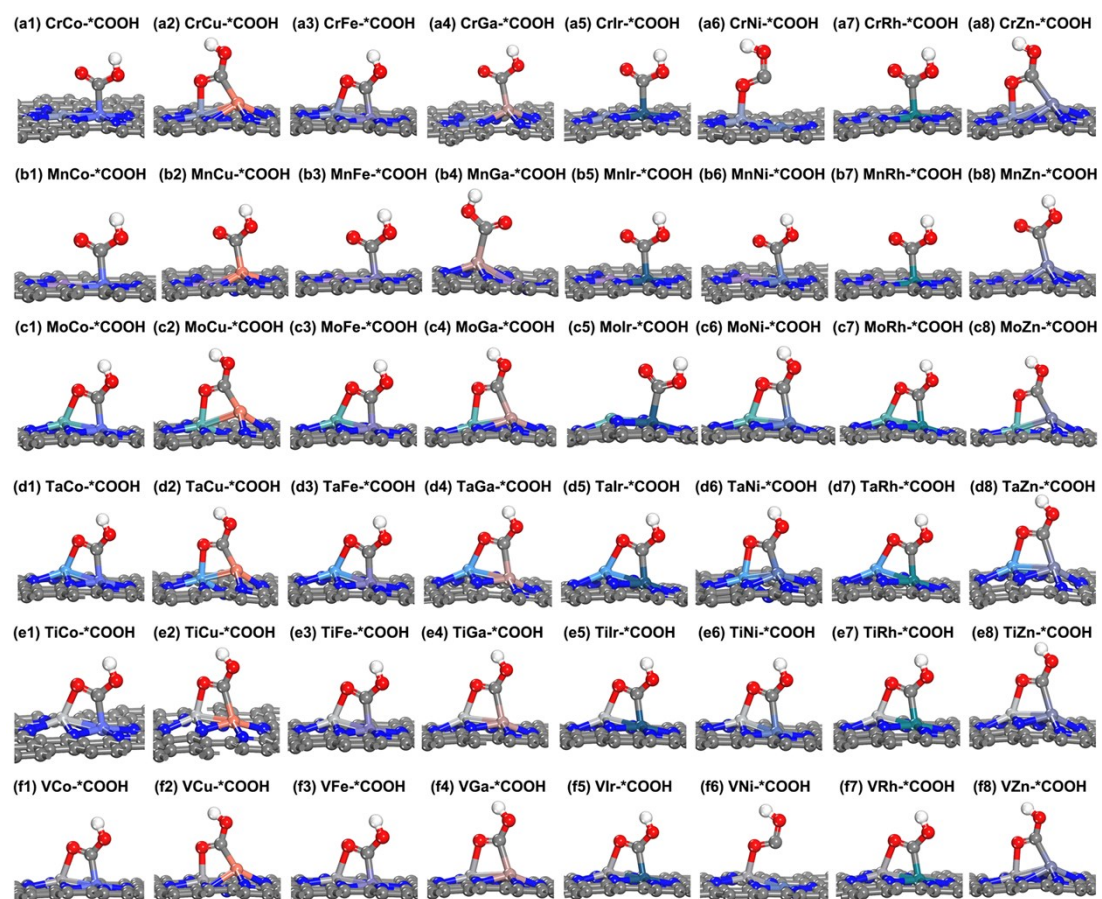 (a1) CrCo-*COOH (a2) CrCu-*COOH (a3) CrFe-*COOH (a4) CrGa-*COOH (a5) CrIr-*COOH (a6) CrNi-*COOH (a7) CrRh-*COOH (a8) CrZn-*COOH
(b1) MnCo-*COOH (b2) MnCu-*COOH (b3) MnFe-*COOH (b4) MnGa-*COOH (b5) MnIr-*COOH (b6) MnNi-*COOH (b7) MnRh-*COOH (b8) MnZn-*COOH
(c1) MoCo-*COOH (c2) MoCu-*COOH (c3) MoFe-*COOH (c4) MoGa-*COOH (c5) MoIr-*COOH (c6) MoNi-*COOH (c7) MoRh-*COOH (c8) MoZn-*COOH
(d1) TaCo-*COOH (d2) TaCu-*COOH (d3) TaFe-*COOH (d4) TaGa-*COOH (d5) TaIr-*COOH (d6) TaNi-*COOH (d7) TaRh-*COOH (d8) TaZn-*COOH
(e1) TiCo-*COOH (e2) TiCu-*COOH (e3) TiFe-*COOH (e4) TiGa-*COOH (e5) TiIr-*COOH (e6) TiNi-*COOH (e7) TiRh-*COOH (e8) TiZn-*COOH
(f1) VCo-*COOH (f2) VCu-*COOH (f3) VFe-*COOH (f4) VGa-*COOH (f5) VIr-*COOH (f6) VNi-*COOH (f7) VRh-*COOH (f8) VZn-*COOH